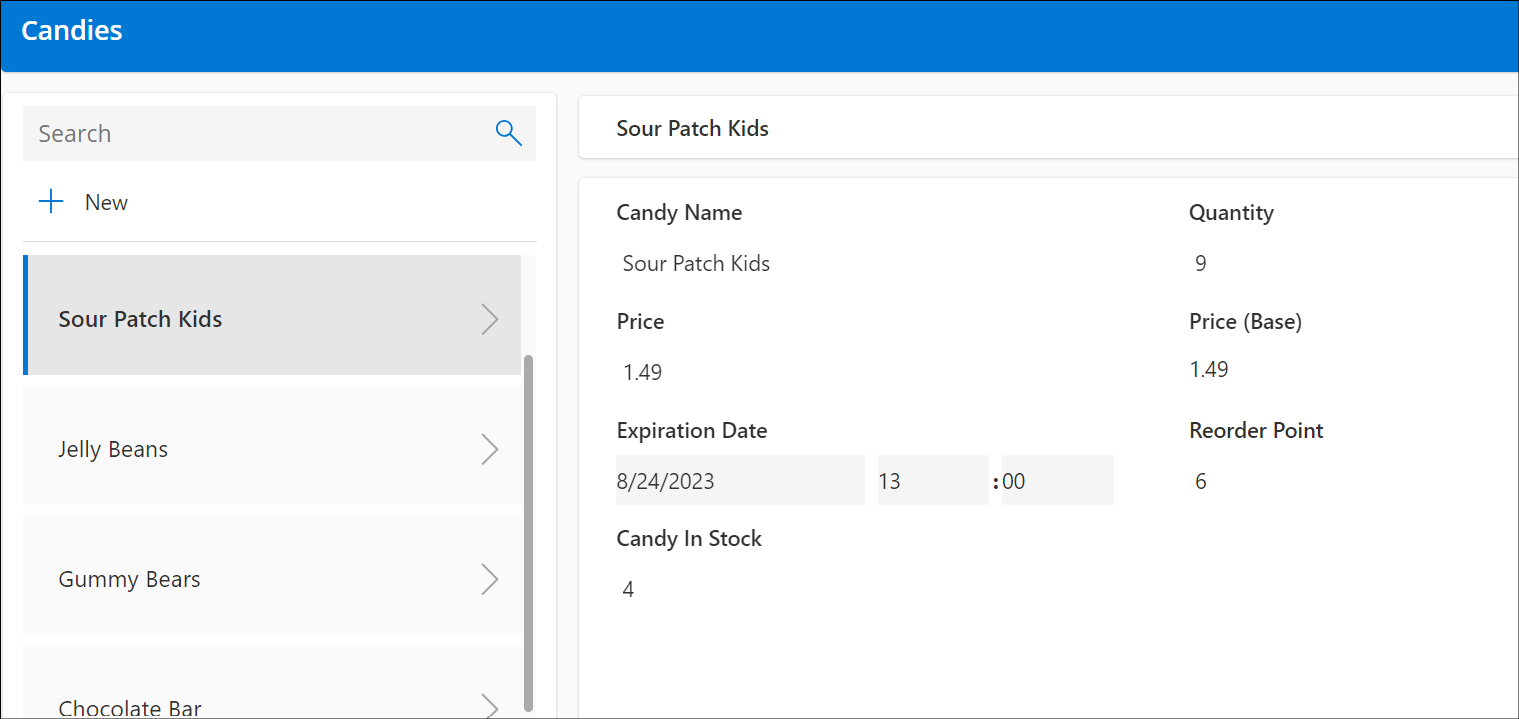 Candies
Search
New
Sour Patch Kids
Jelly Beans
Gummy Bears
Chocolate Bar
Sour Patch Kids
Candy Name
Quantity
Sour Patch Kids
9
Price
Price (Base)
1.49
1.49
Expiration Date
Reorder Point
8/24/2023 13 :00
6
Candy In Stock
4